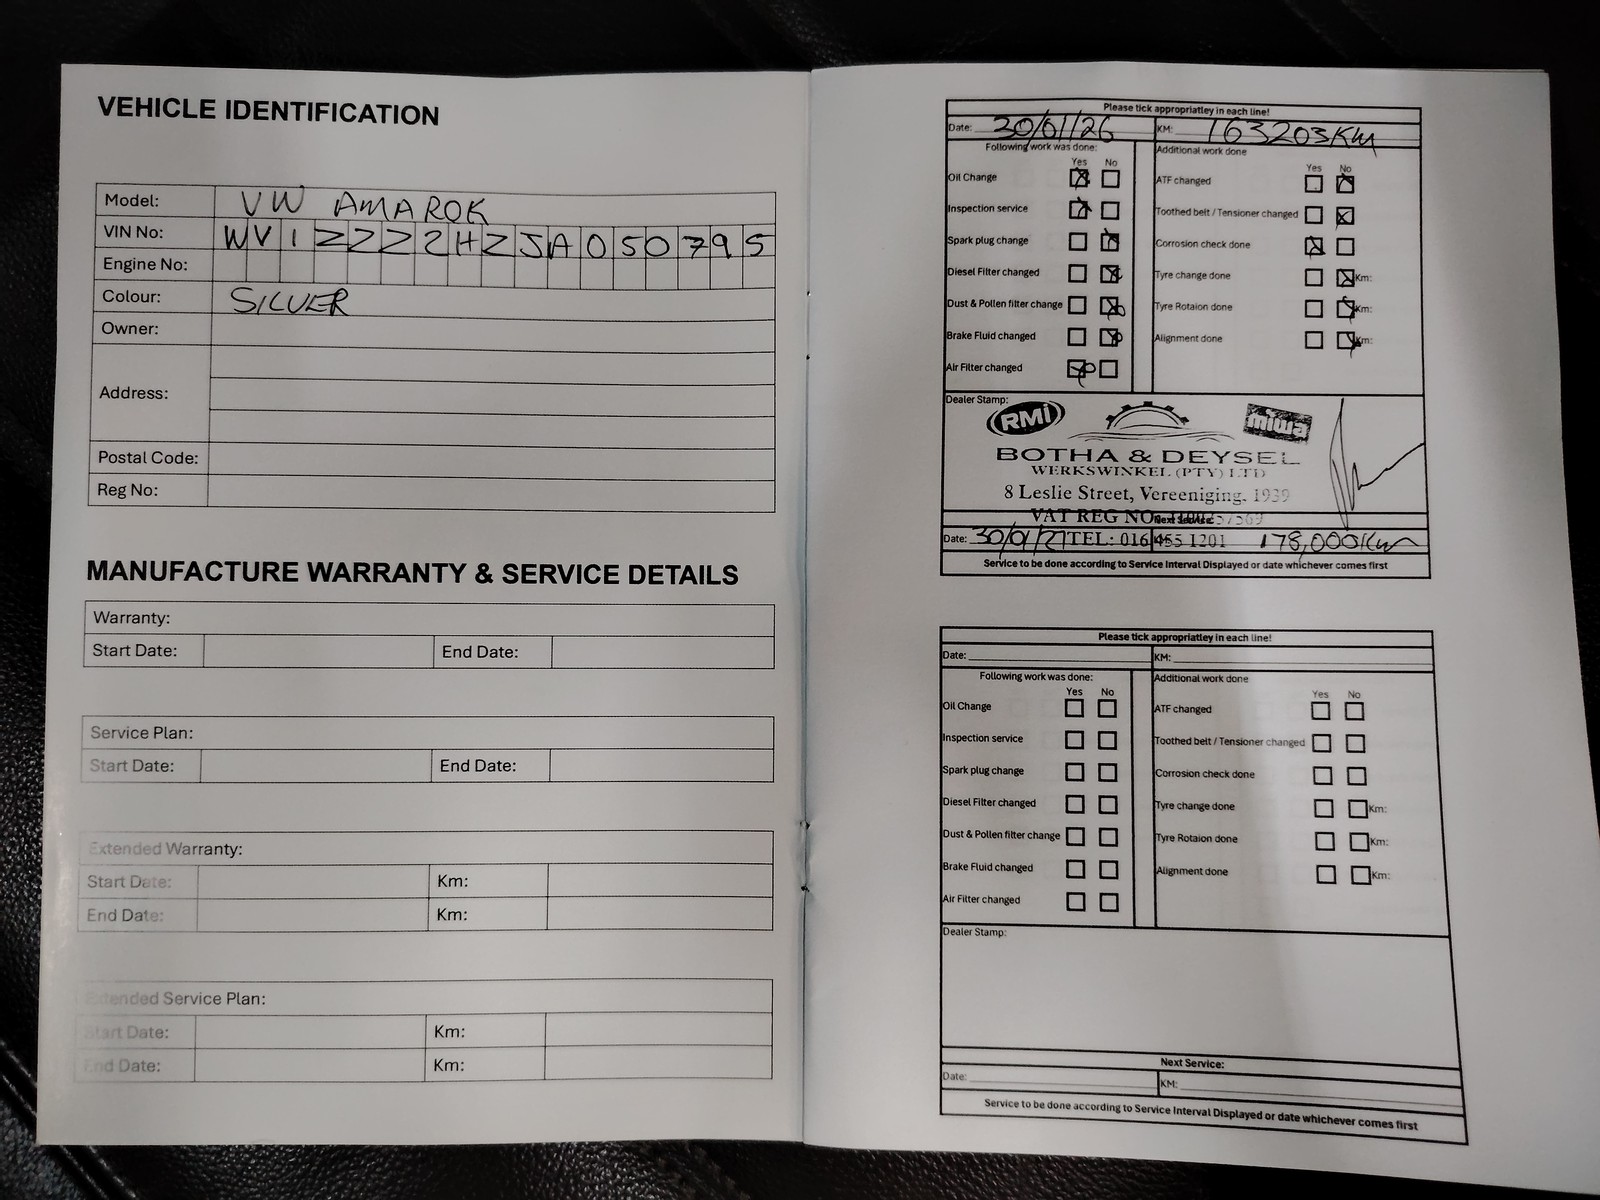 VEHICLE IDENTIFICATION
Model: VW AMAROK
VIN No: WV1ZZZ2HZJA050795
Engine No:
Colour: SILVER
Owner:
Address:
Postal Code:
Reg No:
MANUFACTURE WARRANTY & SERVICE DETAILS
Warranty:
Start Date: End Date:
Service Plan:
Start Date: End Date:
Extended Warranty:
Start Date: Km:
End Date: Km:
Extended Service Plan:
Start Date: Km:
End Date: Km:
Please tick appropriatley in each line!
Date: 30/01/26 KM: 163203KM
Following work was done: Additional work done
Yes No Yes No
Oil Change ATF changed
Inspection service Toothed belt / Tensioner changed
Spark plug change Corrosion check done
Diesel Filter changed Tyre change done Km:
Dust & Pollen filter change Tyre Rotaion done Km:
Brake Fluid changed Alignment done Km:
Air Filter changed
Dealer Stamp:
RMi miwa
BOTHA & DEYSEL
WERKSWINKEL (PTY) LTD
8 Leslie Street, Vereeniging, 1939
VAT REG NO
Next Service:
Date: 30/01/27 TEL: 016 455 1201 178,000Km
Service to be done according to Service Interval Displayed or date whichever comes first
Please tick appropriatley in each line!
Date: KM:
Following work was done: Additional work done
Yes No Yes No
Oil Change ATF changed
Inspection service Toothed belt / Tensioner changed
Spark plug change Corrosion check done
Diesel Filter changed Tyre change done Km:
Dust & Pollen filter change Tyre Rotaion done Km:
Brake Fluid changed Alignment done Km:
Air Filter changed
Dealer Stamp:
Next Service:
Date: KM:
Service to be done according to Service Interval Displayed or date whichever comes first